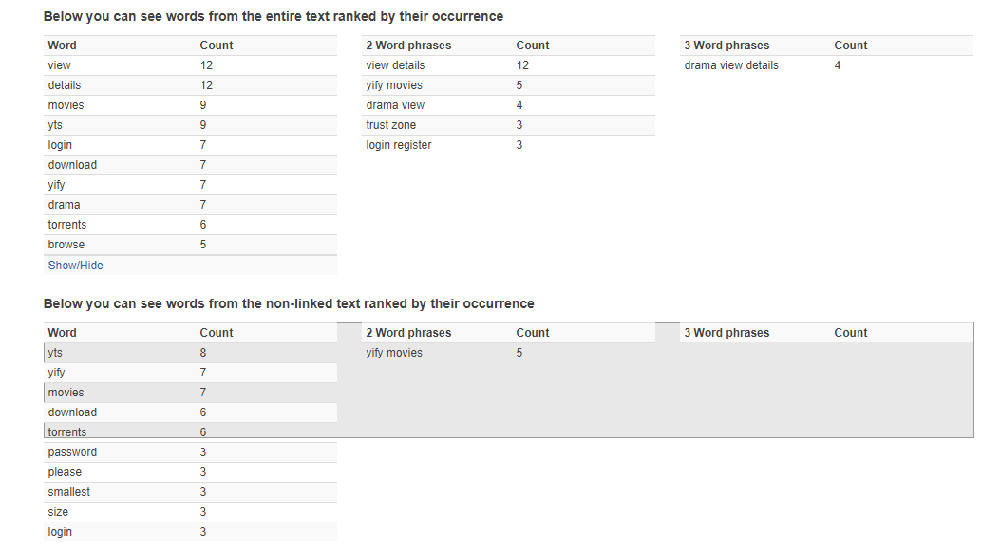 Below you can see words from the entire text ranked by their occurrence
Word Count 2 Word phrases Count 3 Word phrases Count
view 12 view details 12 drama view details 4
details 12 yify movies 5
movies 9 drama view 4
yts 9 trust zone 3
login 7 login register 3
download 7
yify 7
drama 7
torrents 6
browse 5
Show/Hide
Below you can see words from the non-linked text ranked by their occurrence
Word Count 2 Word phrases Count 3 Word phrases Count
yts 8 yify movies 5
yify 7
movies 7
download 6
torrents 6
password 3
please 3
smallest 3
size 3
login 3